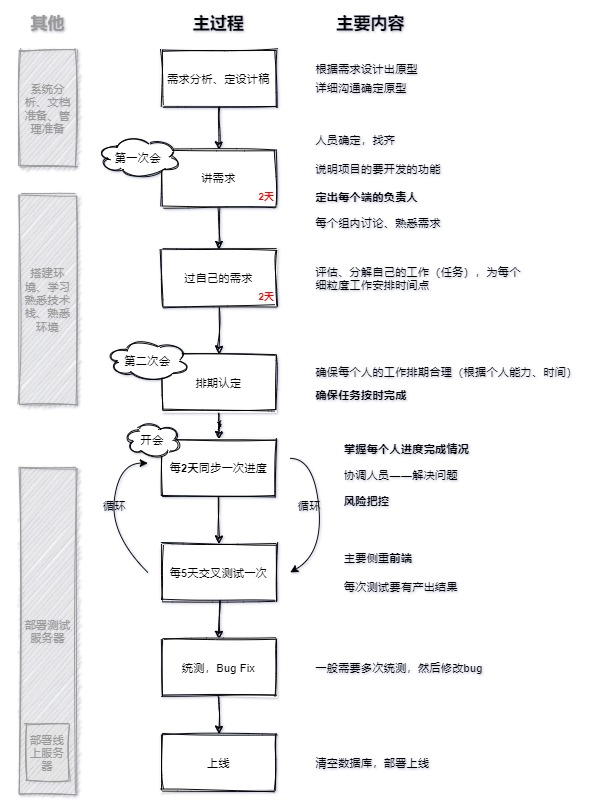 其他
主过程
主要内容
系统分
析、文档
准备、管
理准备
需求分析、定设计稿
根据需求设计出原型
详细沟通确定原型
第一次会
讲需求
2天
人员确定，找齐
说明项目的要开发的功能
定出每个端的负责人
每个组内讨论、熟悉需求
搭建环
境、学习
熟悉技术
栈、熟悉
环境
过自己的需求
2天
评估、分解自己的工作（任务），为每个
细粒度工作安排时间点
第二次会
排期认定
确保每个人的工作排期合理（根据个人能力、时间）
确保任务按时完成
开会
每2天同步一次进度
掌握每个人进度完成情况
协调人员——解决问题
风险把控
循环
循环
每5天交叉测试一次
主要侧重前端
每次测试要有产出结果
部署测试
服务器
统测，Bug Fix
一般需要多次统测，然后修改bug
部署线
上服务
器
上线
清空数据库，部署上线